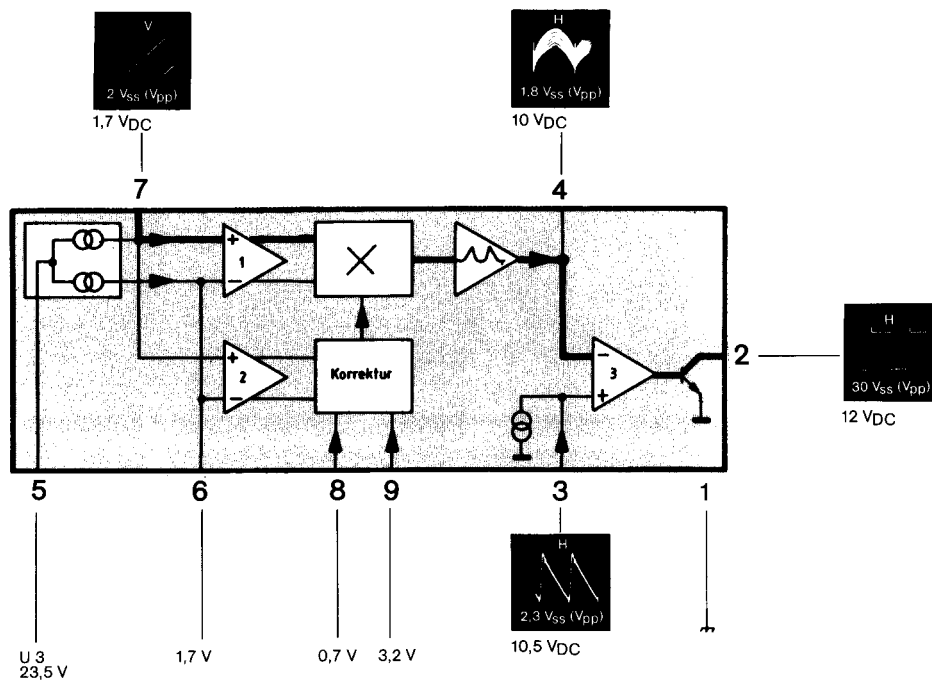 V
2 Vss (Vpp)
1,7 VDC
H
1,8 Vss (Vpp)
10 VDC
7
4
+
1
−
×
+
2
−
Korrektur
−
3
+
2
H
30 Vss (Vpp)
12 VDC
5
6
8
9
3
1
H
2,3 Vss (Vpp)
10,5 VDC
U 3
23,5 V
1,7 V
0,7 V
3,2 V